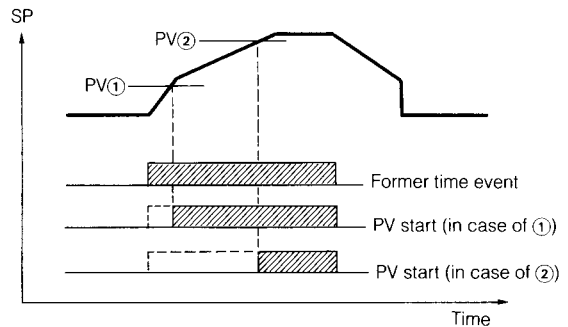 SP
PV②
PV①
Former time event
PV start (in case of ①)
PV start (in case of ②)
Time